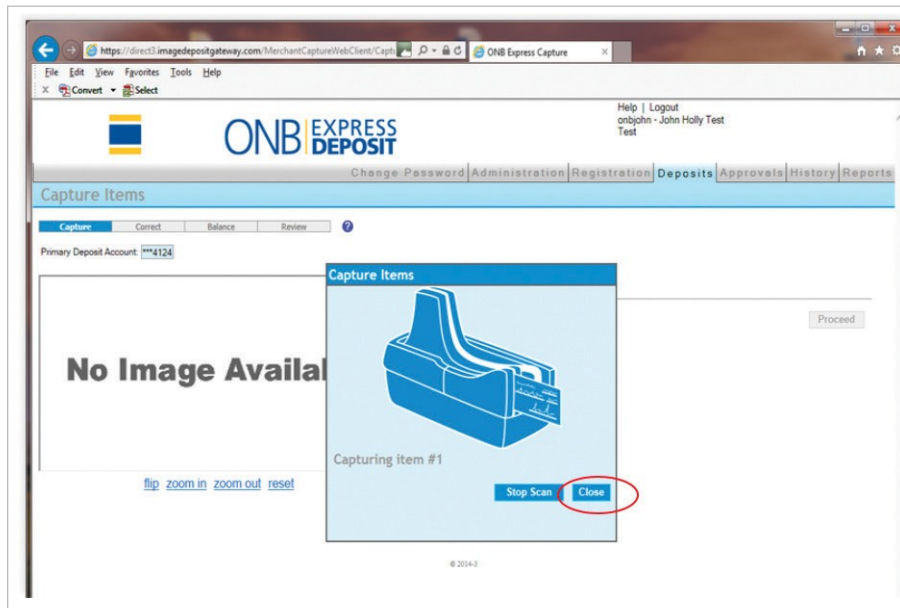 https://direct3.imagedepositgateway.com/MerchantCaptureWebClient/Captu
ONB Express Capture
File Edit View Favorites Tools Help
x Convert Select
Help | Logout
onbjohn - John Holly Test
Test
ONB EXPRESS DEPOSIT
Change Password Administration Registration Deposits Approvals History Reports
Capture Items
Capture Correct Balance Review ?
Primary Deposit Account: ***4124
Capture Items
Proceed
No Image Availal
Capturing item #1
flip zoom in zoom out reset
Stop Scan Close
© 2014-3